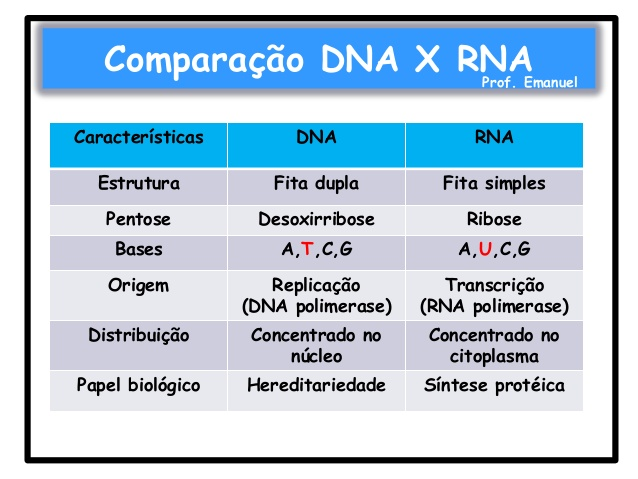 Comparação DNA X RNA
Prof. Emanuel
Características DNA RNA
Estrutura Fita dupla Fita simples
Pentose Desoxirribose Ribose
Bases A,T,C,G A,U,C,G
Origem Replicação Transcrição
(DNA polimerase) (RNA polimerase)
Distribuição Concentrado no Concentrado no
núcleo citoplasma
Papel biológico Hereditariedade Síntese protéica